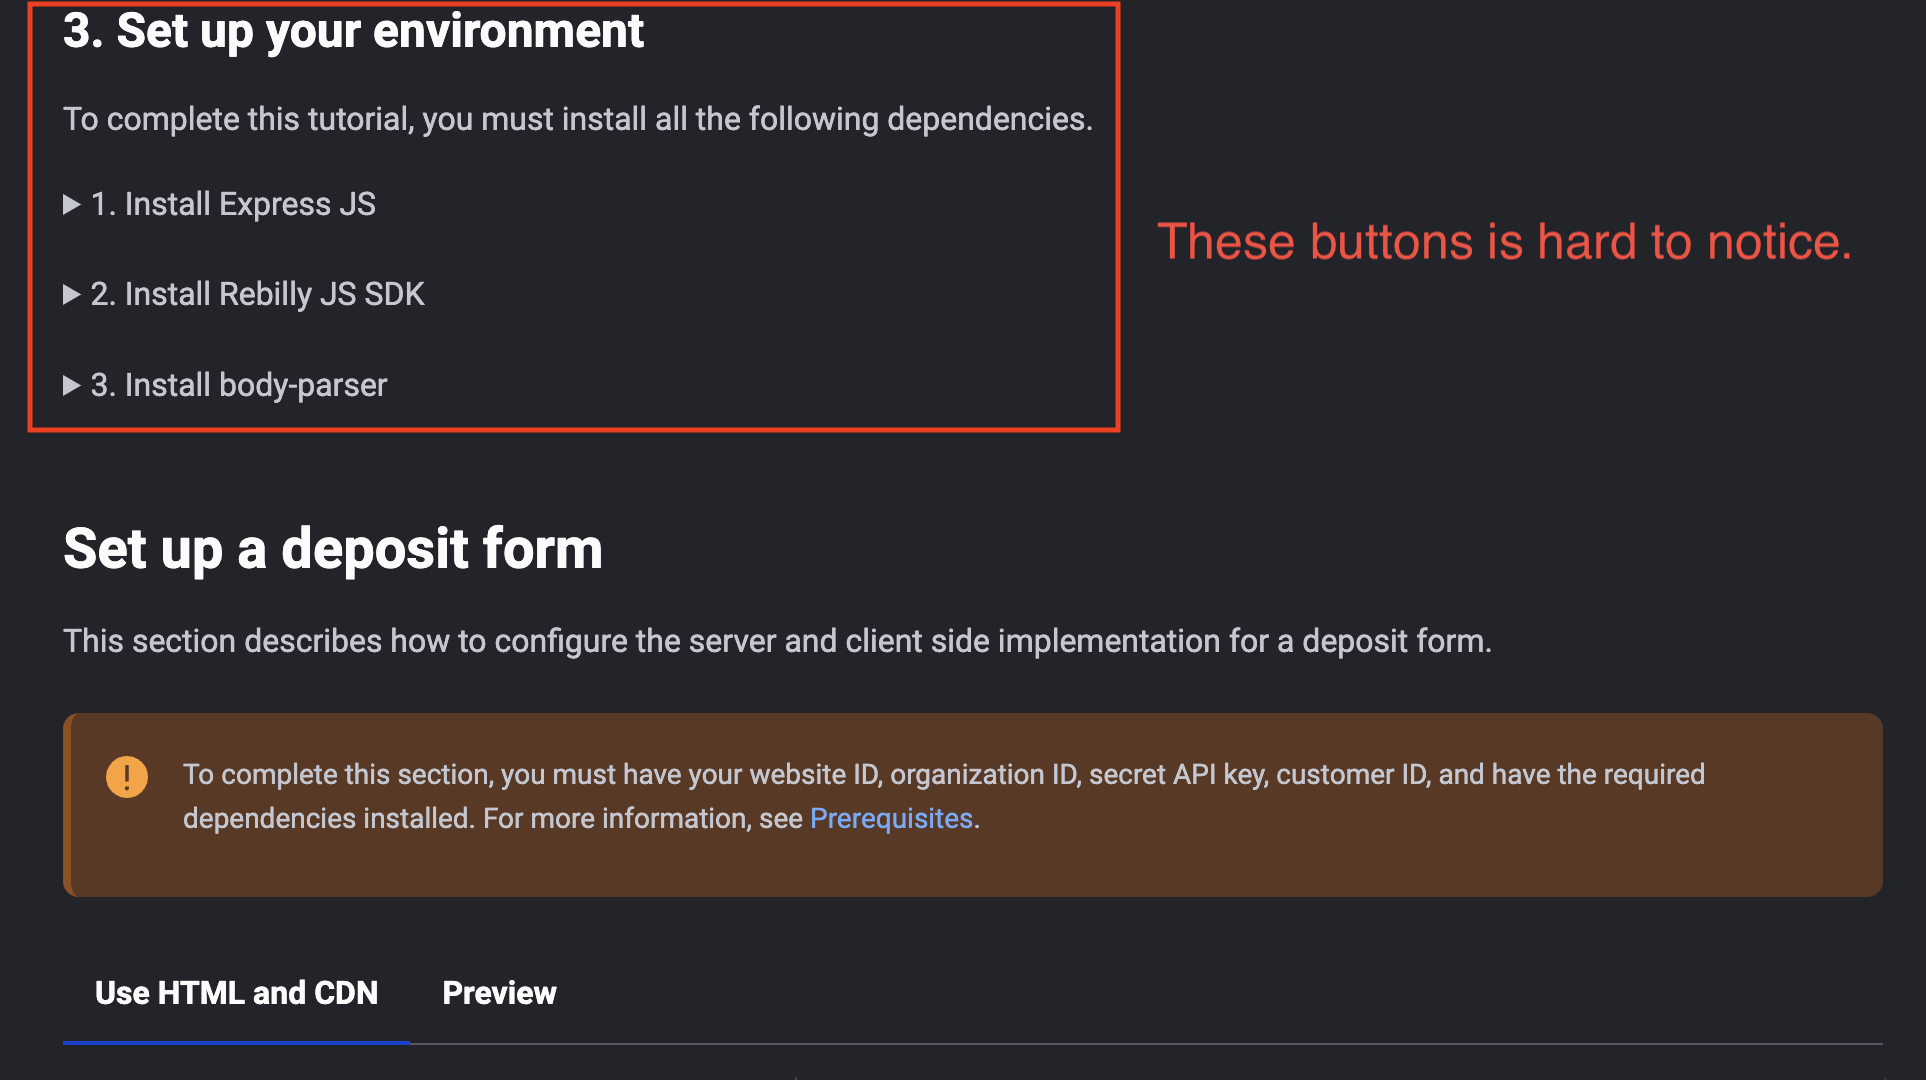 3. Set up your environment
To complete this tutorial, you must install all the following dependencies.
1. Install Express JS
2. Install Rebilly JS SDK
3. Install body-parser
These buttons is hard to notice.
Set up a deposit form
This section describes how to configure the server and client side implementation for a deposit form.
To complete this section, you must have your website ID, organization ID, secret API key, customer ID, and have the required
dependencies installed. For more information, see Prerequisites.
Use HTML and CDN Preview